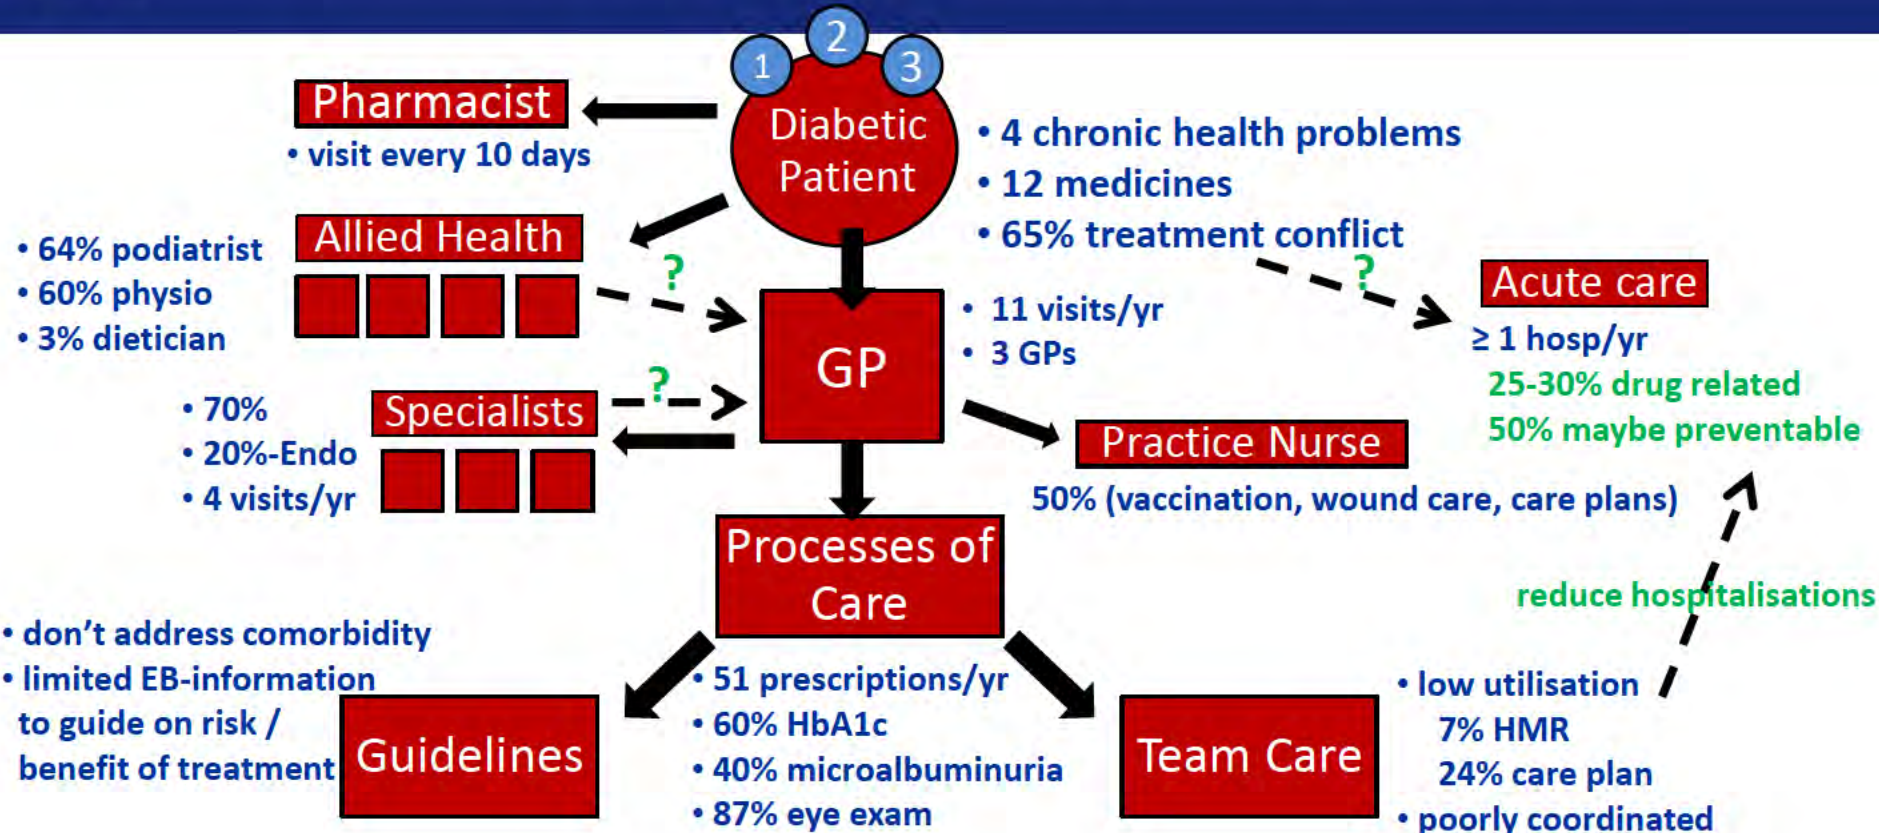 1
2
3
Diabetic
Patient
Pharmacist
• visit every 10 days
• 4 chronic health problems
• 12 medicines
• 65% treatment conflict
Allied Health
• 64% podiatrist
• 60% physio
• 3% dietician
?
?
Acute care
≥ 1 hosp/yr
25-30% drug related
50% maybe preventable
GP
• 11 visits/yr
• 3 GPs
?
Specialists
• 70%
• 20%-Endo
• 4 visits/yr
Practice Nurse
50% (vaccination, wound care, care plans)
Processes of
Care
reduce hospitalisations
• don't address comorbidity
• limited EB-information
to guide on risk /
benefit of treatment
Guidelines
• 51 prescriptions/yr
• 60% HbA1c
• 40% microalbuminuria
• 87% eye exam
Team Care
• low utilisation
7% HMR
24% care plan
• poorly coordinated